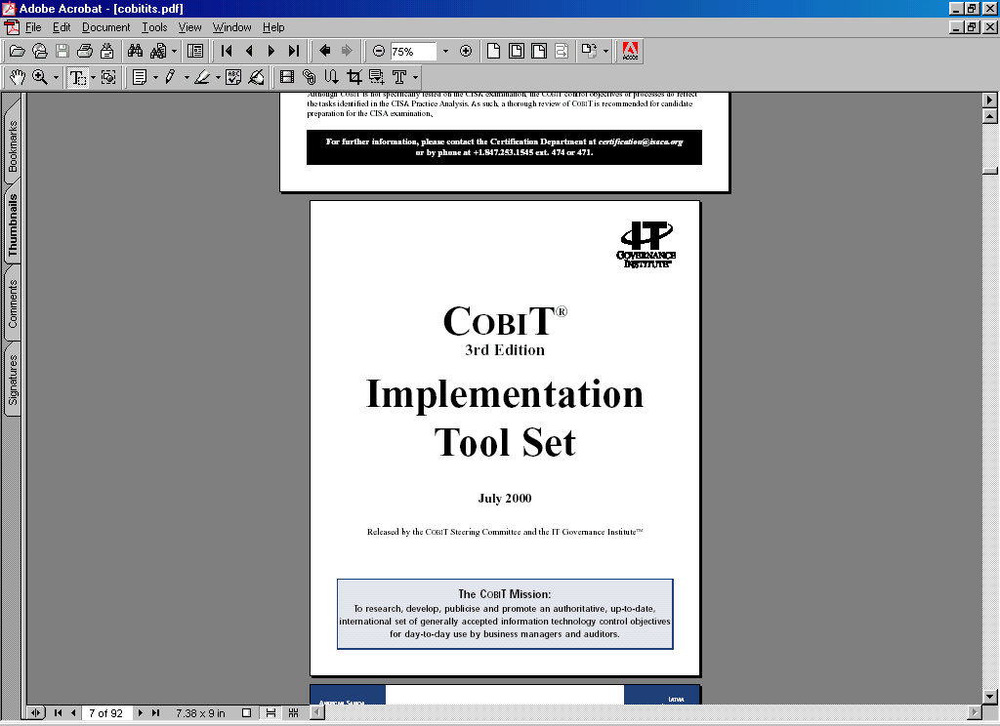 Adobe Acrobat - [cobitits.pdf]
File Edit Document Tools View Window Help
75%
Adobe
Bookmarks
Thumbnails
Comments
Signatures
Although COBIT is not specifically tested on the CISA examination, the COBIT control objectives or processes do reflect
the tasks identified in the CISA Practice Analysis. As such, a thorough review of COBIT is recommended for candidate
preparation for the CISA examination.
For further information, please contact the Certification Department at certification@isaca.org
or by phone at +1.847.253.1545 ext. 474 or 471.
IT
GOVERNANCE
INSTITUTE™
COBIT®
3rd Edition
Implementation
Tool Set
July 2000
Released by the COBIT Steering Committee and the IT Governance Institute™
The COBIT Mission:
To research, develop, publicise and promote an authoritative, up-to-date,
international set of generally accepted information technology control objectives
for day-to-day use by business managers and auditors.
AMERICAN SAMOA
LATVIA
7 of 92
7.38 x 9 in